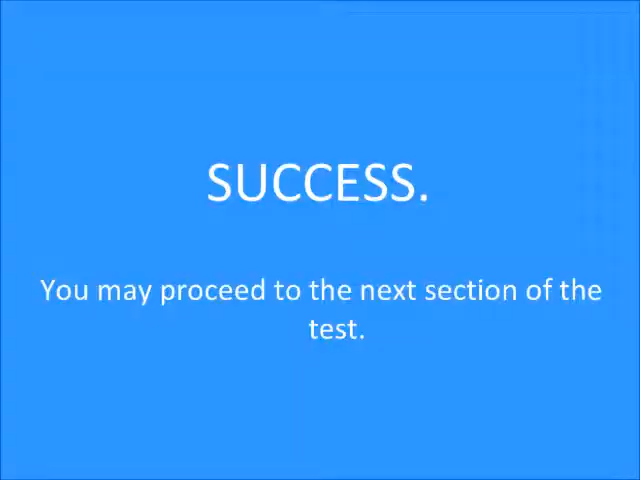 SUCCESS.
You may proceed to the next section of the
test.